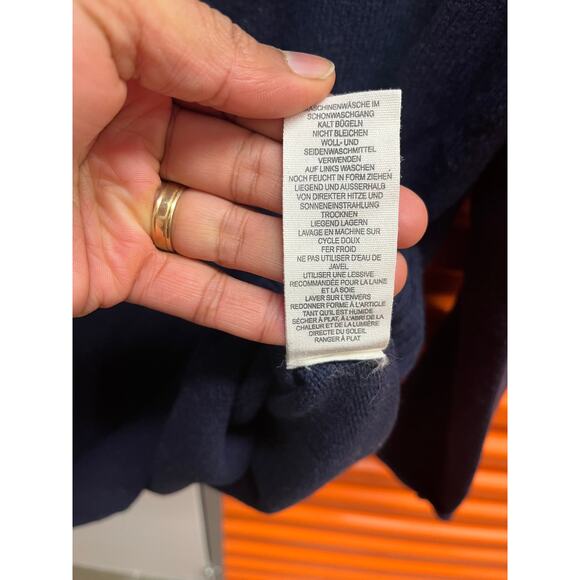 MASCHINENWÄSCHE IM
SCHONWASCHGANG
KALT BÜGELN
NICHT BLEICHEN
WOLL- UND
SEIDENWASCHMITTEL
VERWENDEN
AUF LINKS WASCHEN
NOCH FEUCHT IN FORM ZIEHEN
LIEGEND UND AUSSERHALB
VON DIREKTER HITZE UND
SONNENEINSTRAHLUNG
TROCKNEN
LIEGEND LAGERN
LAVAGE EN MACHINE SUR
CYCLE DOUX
FER FROID
NE PAS UTILISER D'EAU DE
JAVEL
UTILISER UNE LESSIVE
RECOMMANDÉE POUR LA LAINE
ET LA SOIE
LAVER SUR L'ENVERS
REDONNER FORME À L'ARTICLE
TANT QU'IL EST HUMIDE
SÉCHER À PLAT, À L'ABRI DE LA
CHALEUR ET DE LA LUMIÈRE
DIRECTE DU SOLEIL
RANGER À PLAT